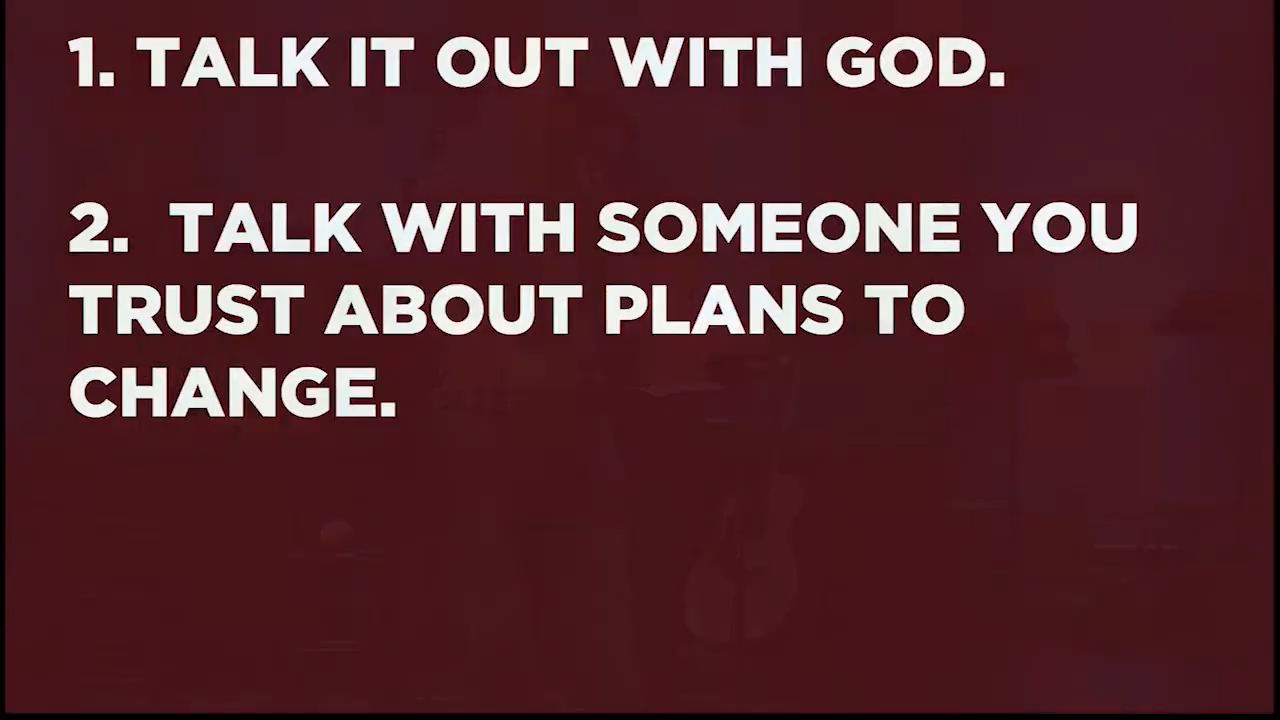 1. TALK IT OUT WITH GOD.
2.  TALK WITH SOMEONE YOU
TRUST ABOUT PLANS TO
CHANGE.